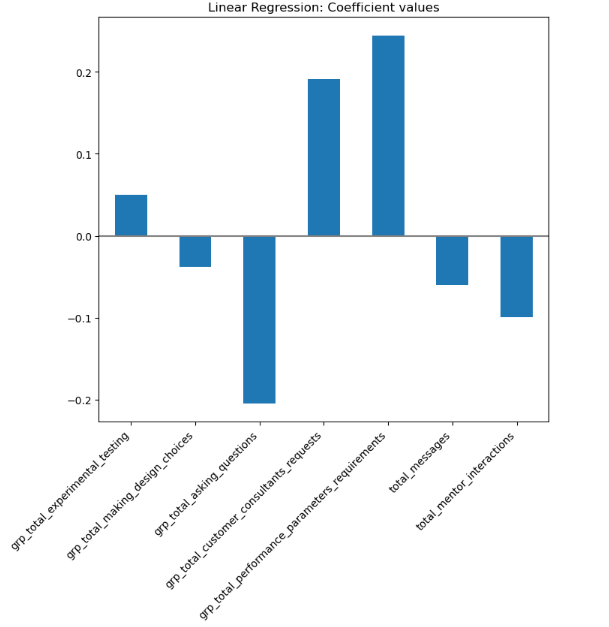 Linear Regression: Coefficient values
0.2
0.1
0.0
−0.1
−0.2
grp_total_experimental_testing
grp_total_making_design_choices
grp_total_asking_questions
grp_total_customer_consultants_requests
grp_total_performance_parameters_requirements
total_messages
total_mentor_interactions